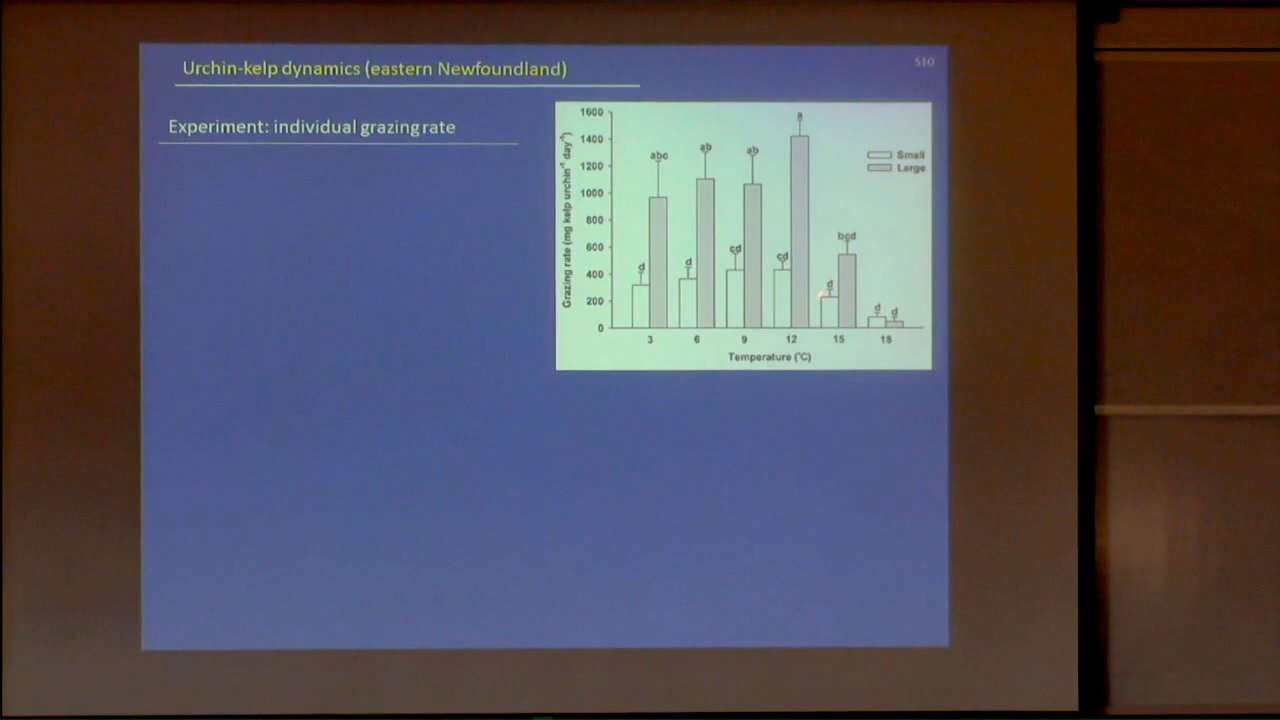 Urchin-kelp dynamics (eastern Newfoundland)
S10
Experiment: individual grazing rate
Grazing rate (mg kelp urchin⁻¹ day⁻¹)
1600
1400
1200
1000
800
600
400
200
0
d abc
d ab
cd ab
cd a
d bcd
d d
Small
Large
3 6 9 12 15 18
Temperature (°C)